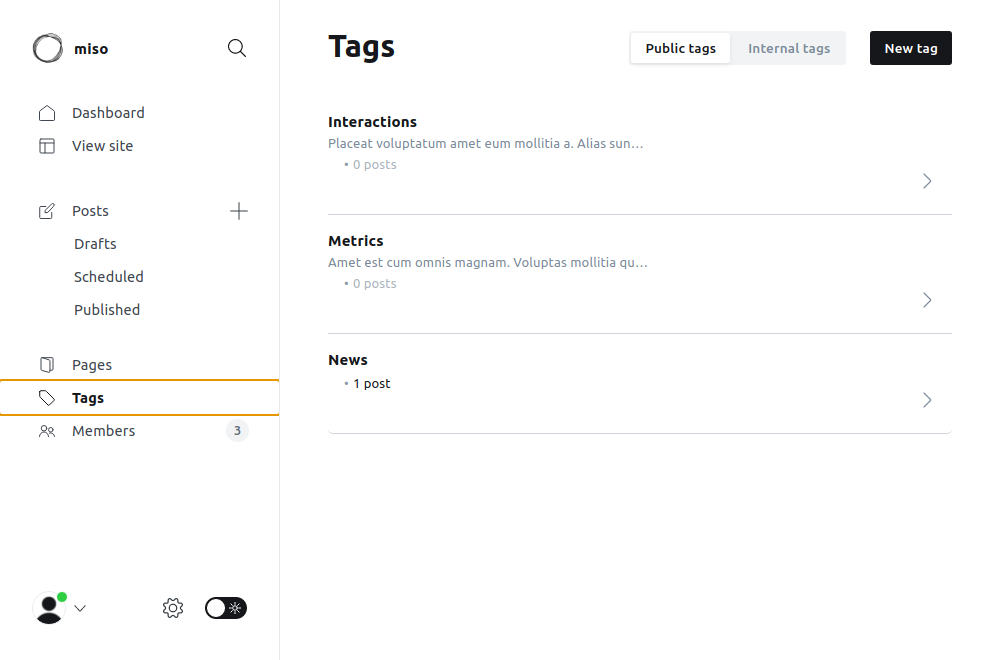 miso
Dashboard
View site
Posts
Drafts
Scheduled
Published
Pages
Tags
Members
3
Tags
Public tags
Internal tags
New tag
Interactions
Placeat voluptatum amet eum mollitia a. Alias sun…
• 0 posts
Metrics
Amet est cum omnis magnam. Voluptas mollitia qu…
• 0 posts
News
• 1 post